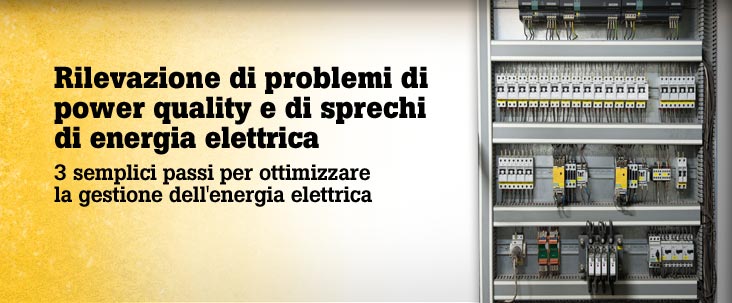 Rilevazione di problemi di
power quality e di sprechi
di energia elettrica
3 semplici passi per ottimizzare
la gestione dell'energia elettrica